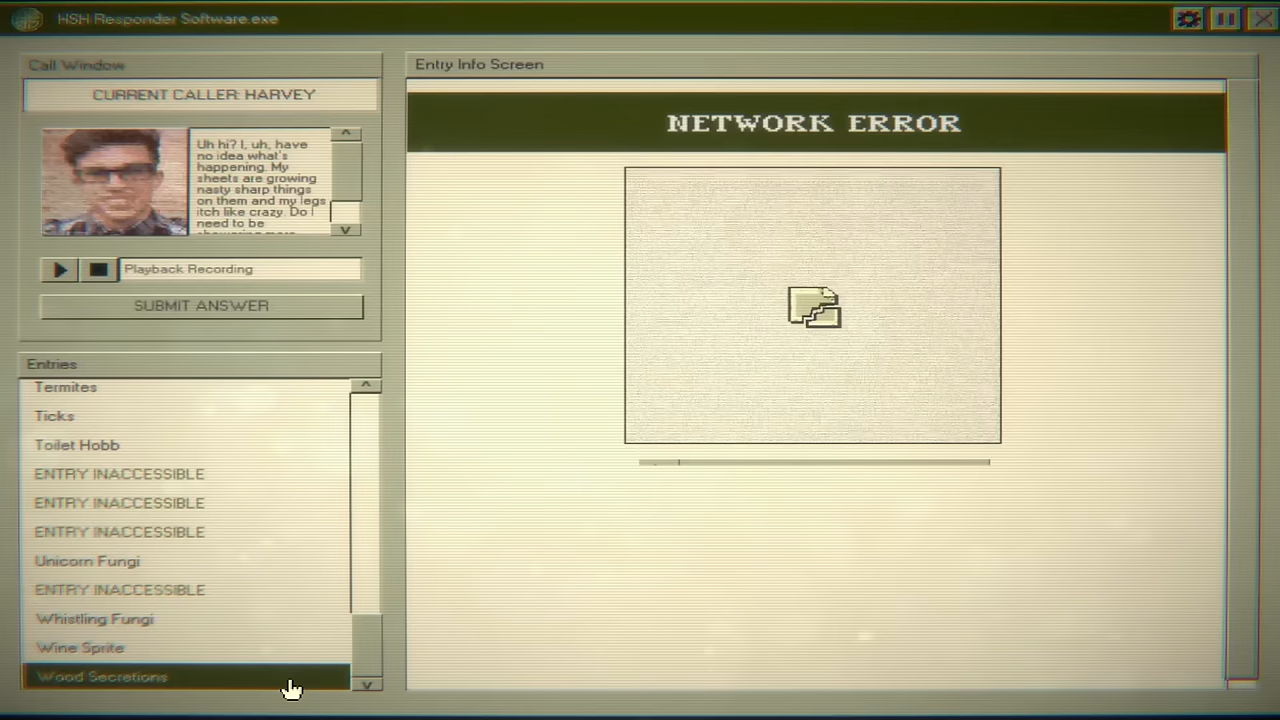 HSH Responder Software.exe
Call Window
CURRENT CALLER: HARVEY
Uh hi? I, uh, have
no idea what's
happening. My
sheets are growing
nasty sharp things
on them and my legs
itch like crazy. Do I
need to be
Playback Recording
SUBMIT ANSWER
Entries
Termites
Ticks
Toilet Hobb
ENTRY INACCESSIBLE
ENTRY INACCESSIBLE
ENTRY INACCESSIBLE
Unicorn Fungi
ENTRY INACCESSIBLE
Whistling Fungi
Wine Sprite
Wood Secretions
Entry Info Screen
NETWORK ERROR